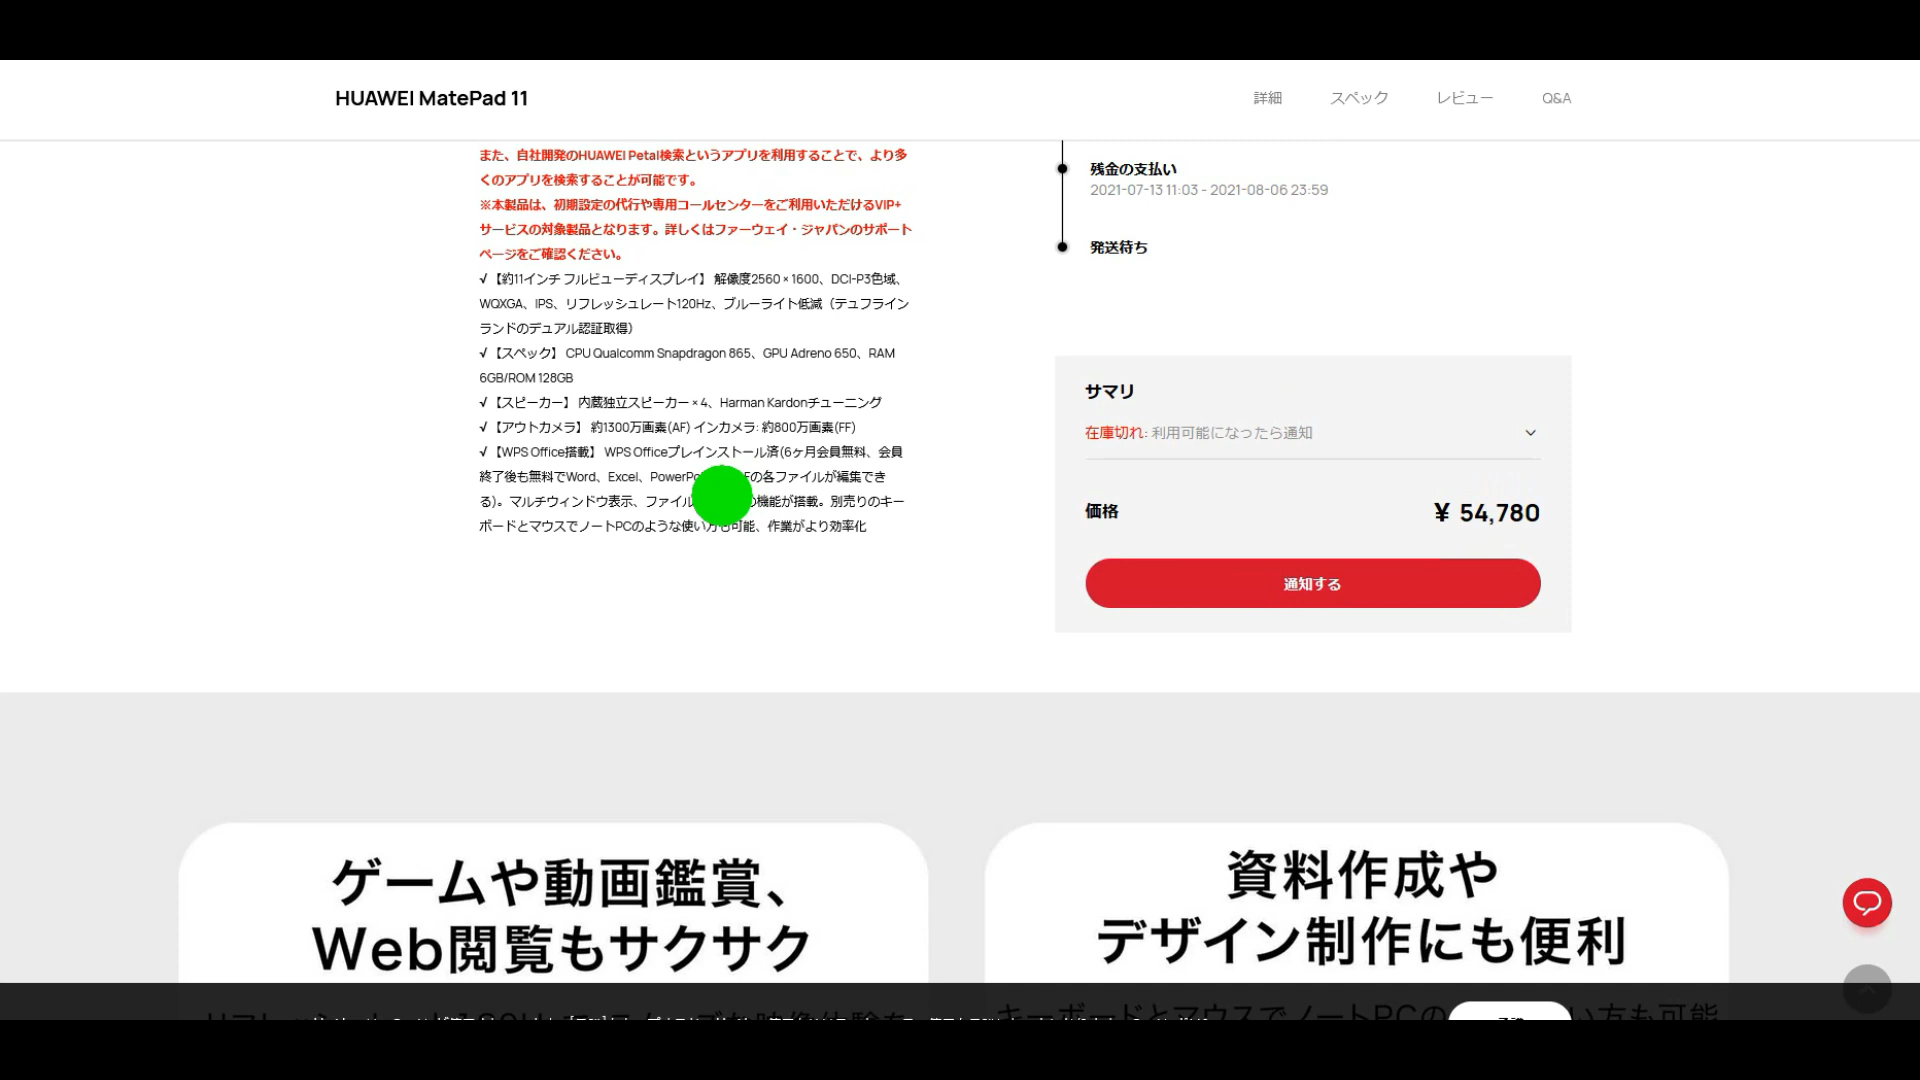 HUAWEI MatePad 11
詳細
スペック
レビュー
Q&A
また、自社開発のHUAWEI Petal検索というアプリを利用することで、より多
くのアプリを検索することが可能です。
※本製品は、初期設定の代行や専用コールセンターをご利用いただけるVIP+
サービスの対象製品となります。詳しくはファーウェイ・ジャパンのサポート
ページをご確認ください。
√ 【約11インチ フルビューディスプレイ】 解像度2560 × 1600、DCI-P3色域、
WQXGA、IPS、リフレッシュレート120Hz、ブルーライト低減（テュフライン
ランドのデュアル認証取得）
√ 【スペック】 CPU Qualcomm Snapdragon 865、GPU Adreno 650、RAM
6GB/ROM 128GB
√ 【スピーカー】 内蔵独立スピーカー × 4、Harman Kardonチューニング
√ 【アウトカメラ】 約1300万画素(AF) インカメラ: 約800万画素(FF)
√ 【WPS Office搭載】 WPS Officeプレインストール済(6ヶ月会員無料、会員
終了後も無料でWord、Excel、 の各ファイルが編集でき
る)。マルチウィンドウ表示、ファイル 機能が搭載。別売りのキー
ボードとマウスでノートPCのような使い方も可能、作業がより効率化
残金の支払い
2021-07-13 11:03 - 2021-08-06 23:59
発送待ち
サマリ
在庫切れ: 利用可能になったら通知
価格
¥ 54,780
通知する
ゲームや動画鑑賞、
Web閲覧もサクサク
資料作成や
デザイン制作にも便利
キーボードとマウスでノートPCの い方も可能